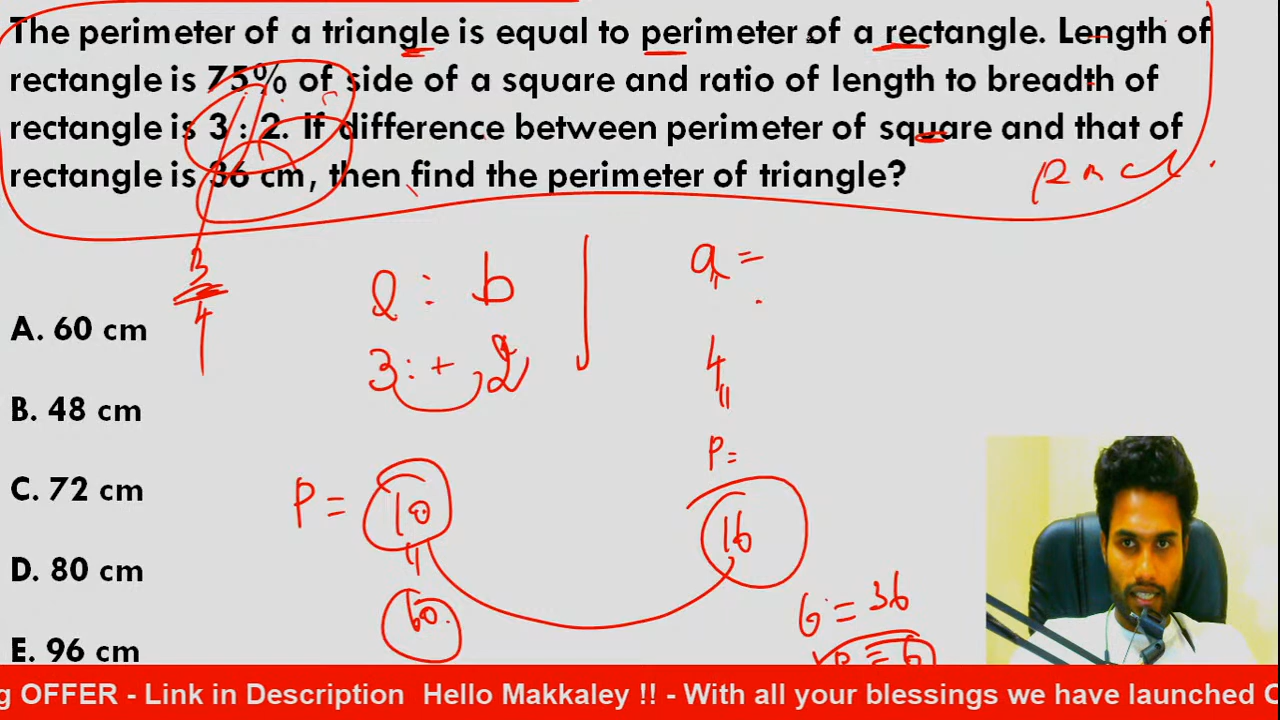 The perimeter of a triangle is equal to perimeter of a rectangle. Length of
rectangle is 75% of side of a square and ratio of length to breadth of
rectangle is 3 : 2. If difference between perimeter of square and that of
rectangle is 36 cm, then find the perimeter of triangle?
3
4
l : b
3 : + 2
a =
4
A. 60 cm
B. 48 cm
C. 72 cm
D. 80 cm
E. 96 cm
P = 10
60
P =
16
6 = 36
= 6
g OFFER - Link in Description Hello Makkaley !! - With all your blessings we have launched C